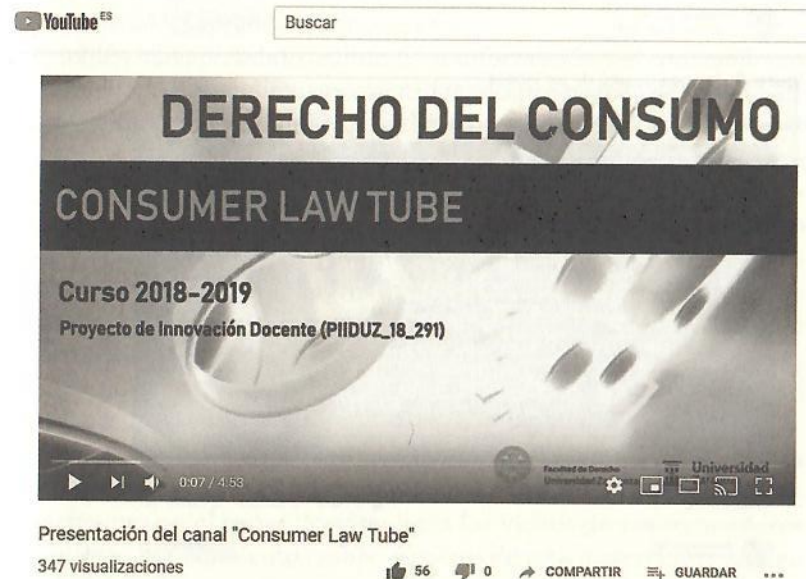 YouTube ES
Buscar
DERECHO DEL CONSUMO
CONSUMER LAW TUBE
Curso 2018-2019
Proyecto de Innovación Docente (PIIDUZ_18_291)
Facultad de Derecho
Universidad
Universidad
0:07 / 4:53
Presentación del canal "Consumer Law Tube"
347 visualizaciones
56
0
COMPARTIR
GUARDAR